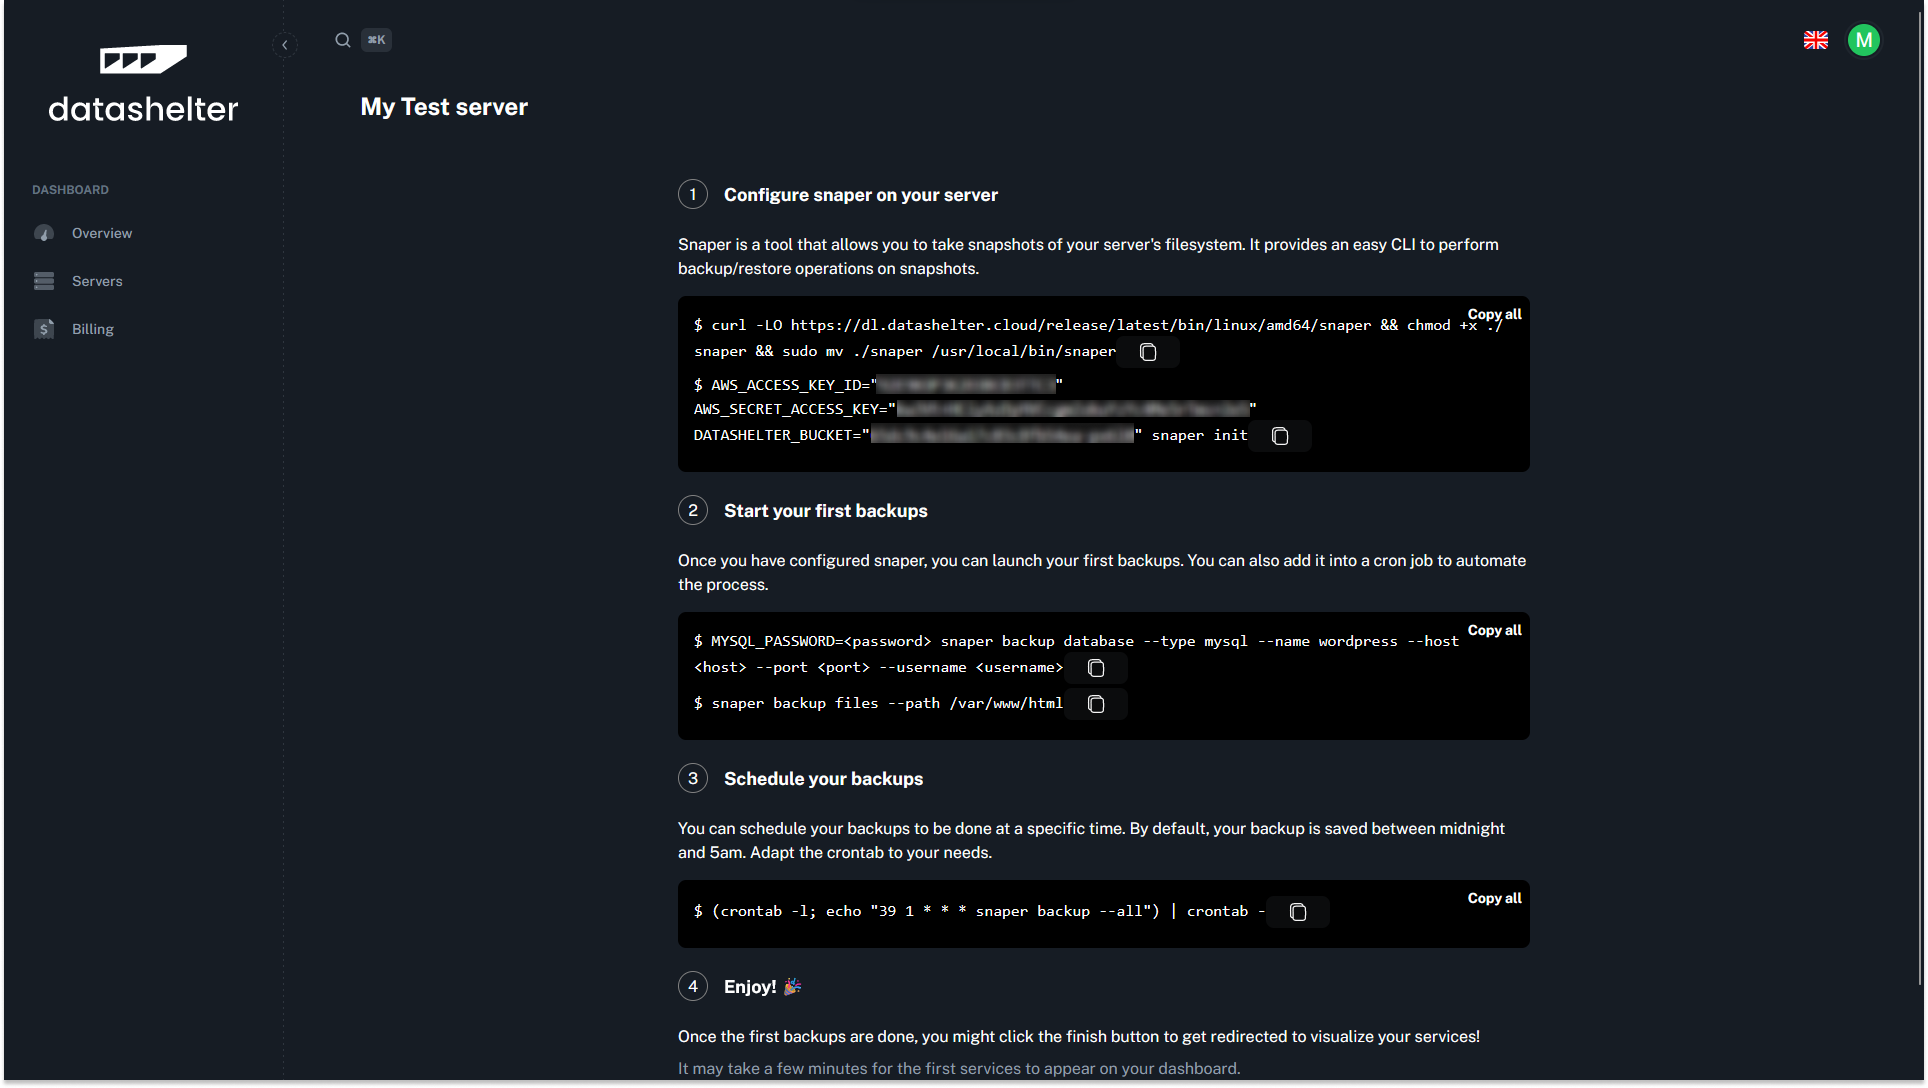 datashelter
⌘K
M
My Test server
DASHBOARD
Overview
Servers
Billing
1 Configure snaper on your server
Snaper is a tool that allows you to take snapshots of your server's filesystem. It provides an easy CLI to perform
backup/restore operations on snapshots.
Copy all
$ curl -LO https://dl.datashelter.cloud/release/latest/bin/linux/amd64/snaper && chmod +x ./
snaper && sudo mv ./snaper /usr/local/bin/snaper
$ AWS_ACCESS_KEY_ID=" "
AWS_SECRET_ACCESS_KEY=" "
DATASHELTER_BUCKET=" " snaper init
2 Start your first backups
Once you have configured snaper, you can launch your first backups. You can also add it into a cron job to automate
the process.
Copy all
$ MYSQL_PASSWORD=<password> snaper backup database --type mysql --name wordpress --host
<host> --port <port> --username <username>
$ snaper backup files --path /var/www/html
3 Schedule your backups
You can schedule your backups to be done at a specific time. By default, your backup is saved between midnight
and 5am. Adapt the crontab to your needs.
Copy all
$ (crontab -l; echo "39 1 * * * snaper backup --all") | crontab -
4 Enjoy! 🎉
Once the first backups are done, you might click the finish button to get redirected to visualize your services!
It may take a few minutes for the first services to appear on your dashboard.